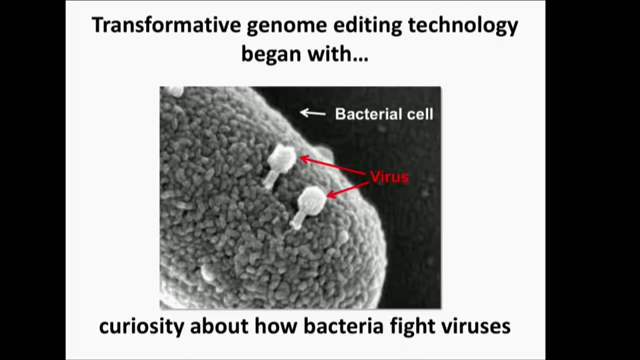 Transformative genome editing technology
began with…
Bacterial cell
Virus
curiosity about how bacteria fight viruses